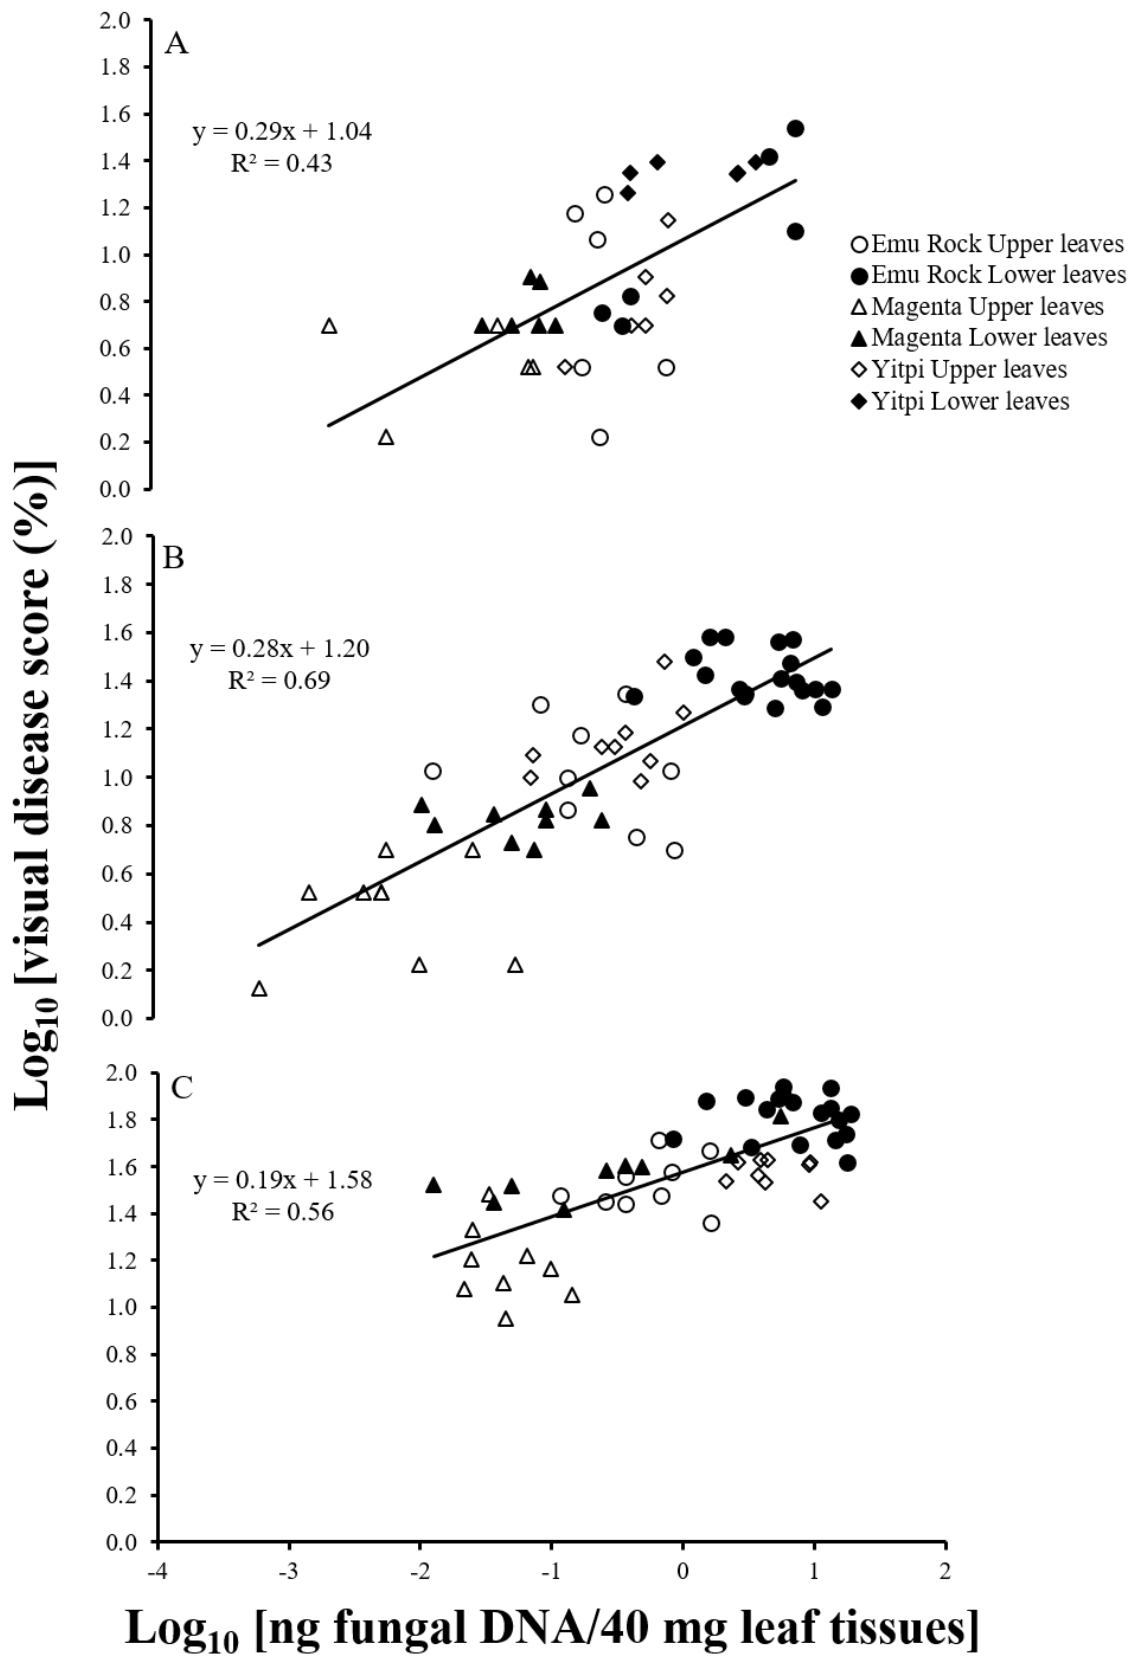 Log10 [visual disease score (%)]
A
2.0
1.8
1.6
1.4
1.2
1.0
0.8
0.6
0.4
0.2
0.0
y = 0.29x + 1.04
R² = 0.43
Emu Rock Upper leaves
Emu Rock Lower leaves
Magenta Upper leaves
Magenta Lower leaves
Yitpi Upper leaves
Yitpi Lower leaves
B
2.0
1.8
1.6
1.4
1.2
1.0
0.8
0.6
0.4
0.2
0.0
y = 0.28x + 1.20
R² = 0.69
C
2.0
1.8
1.6
1.4
1.2
1.0
0.8
0.6
0.4
0.2
0.0
y = 0.19x + 1.58
R² = 0.56
-4 -3 -2 -1 0 1 2
Log10 [ng fungal DNA/40 mg leaf tissues]